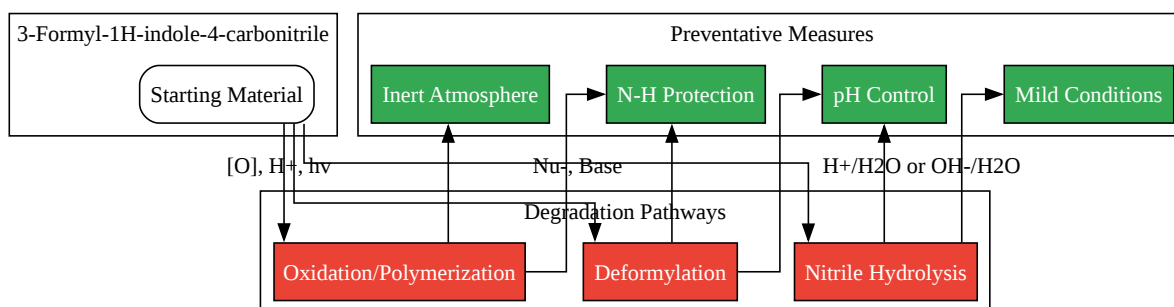 3-Formyl-1H-indole-4-carbonitrile
Preventative Measures
Starting Material
Inert Atmosphere
N-H Protection
pH Control
Mild Conditions
[O], H+, hv
Nu-, Base
H+/H2O or OH-/H2O
Degradation Pathways
Oxidation/Polymerization
Deformylation
Nitrile Hydrolysis